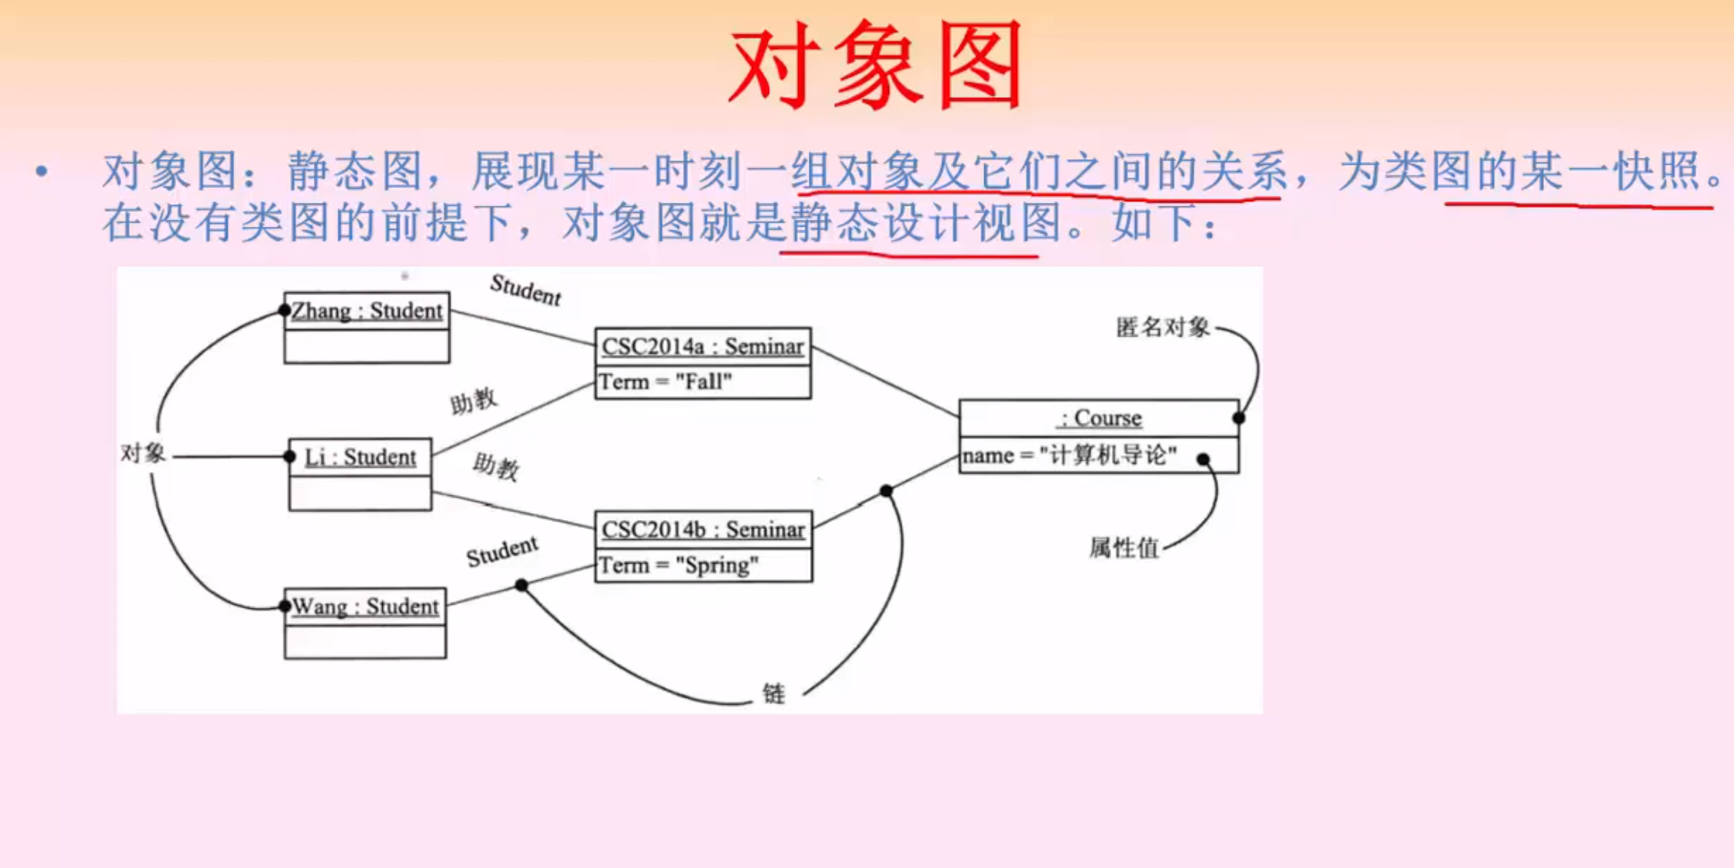 对象图
• 对象图：静态图，展现某一时刻一组对象及它们之间的关系，为类图的某一快照。
在没有类图的前提下，对象图就是静态设计视图。如下：
Student
Zhang : Student
匿名对象
CSC2014a : Seminar
Term = "Fall"
助教
: Course
对象
Li : Student
name = "计算机导论"
助教
CSC2014b : Seminar
属性值
Student
Term = "Spring"
Wang : Student
链